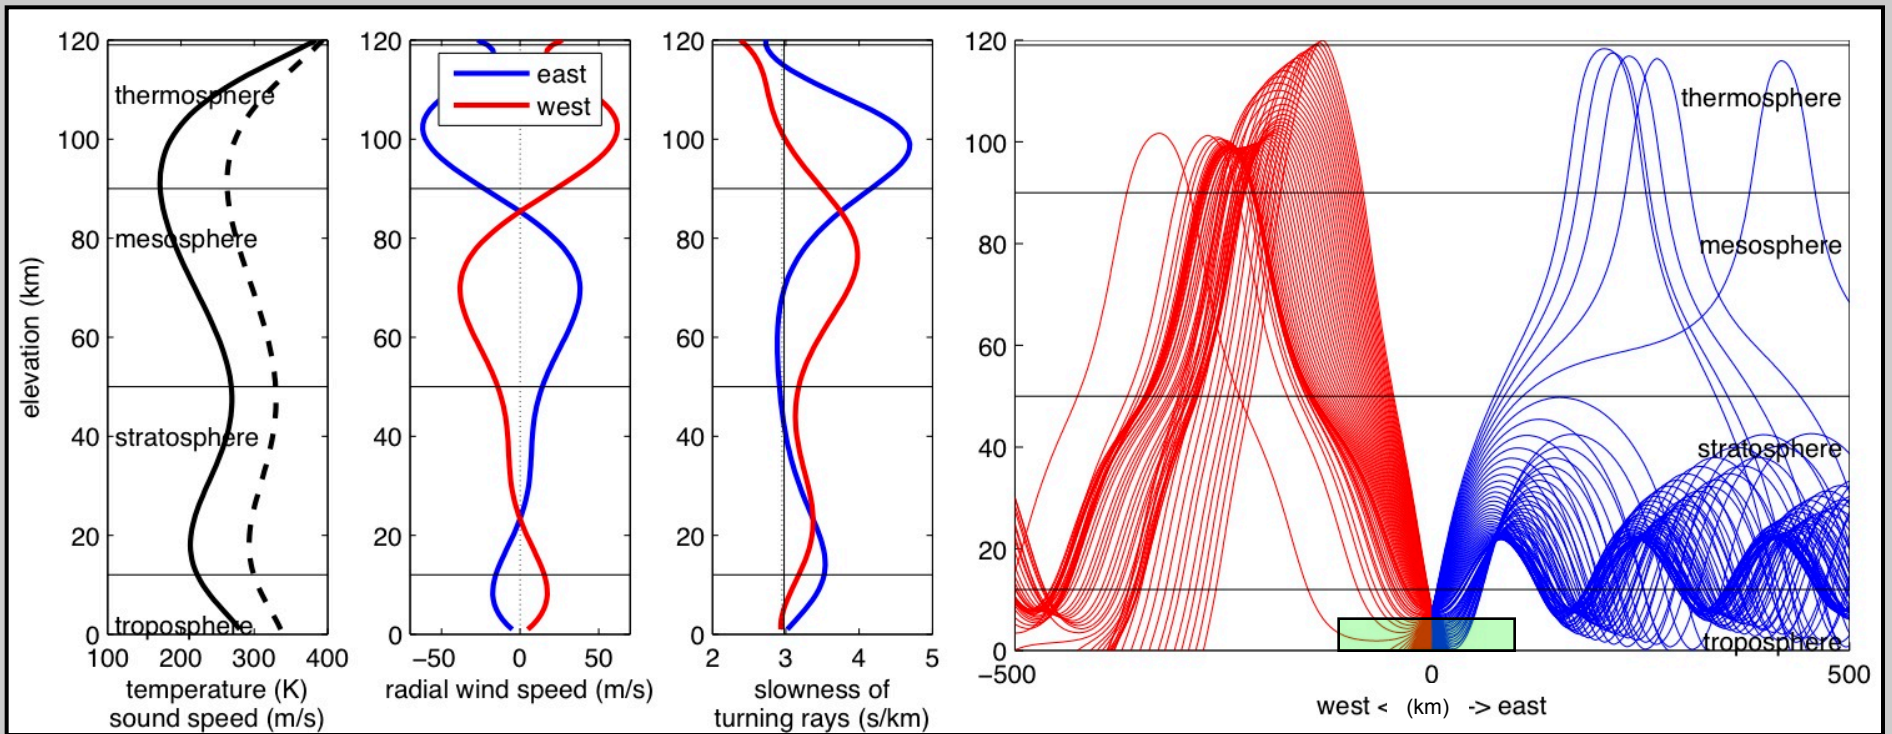 120
100
80
60
40
20
0
elevation (km)
thermosphere
mesosphere
stratosphere
troposphere
100 200 300 400
temperature (K)
sound speed (m/s)
120
100
80
60
40
20
0
east
west
−50 0 50
radial wind speed (m/s)
120
100
80
60
40
20
0
2 3 4 5
slowness of
turning rays (s/km)
120
100
80
60
40
20
0
thermosphere
mesosphere
stratosphere
troposphere
−500 0 500
west < (km) -> east